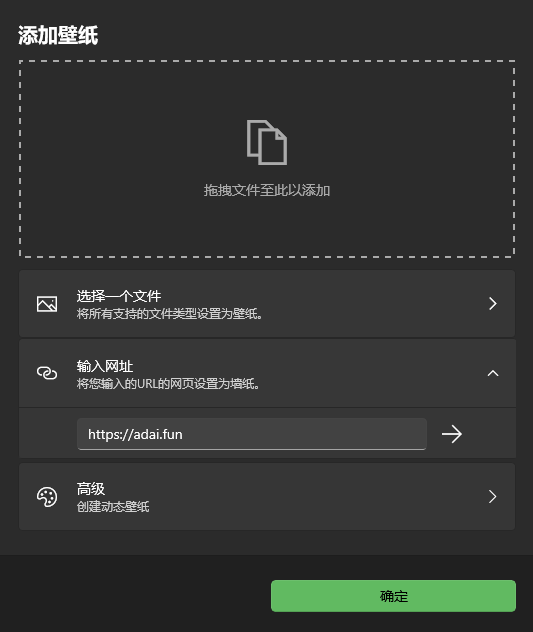 添加壁纸
拖拽文件至此以添加
选择一个文件
将所有支持的文件类型设置为壁纸。
输入网址
将您输入的URL的网页设置为墙纸。
https://adai.fun
高级
创建动态壁纸
确定